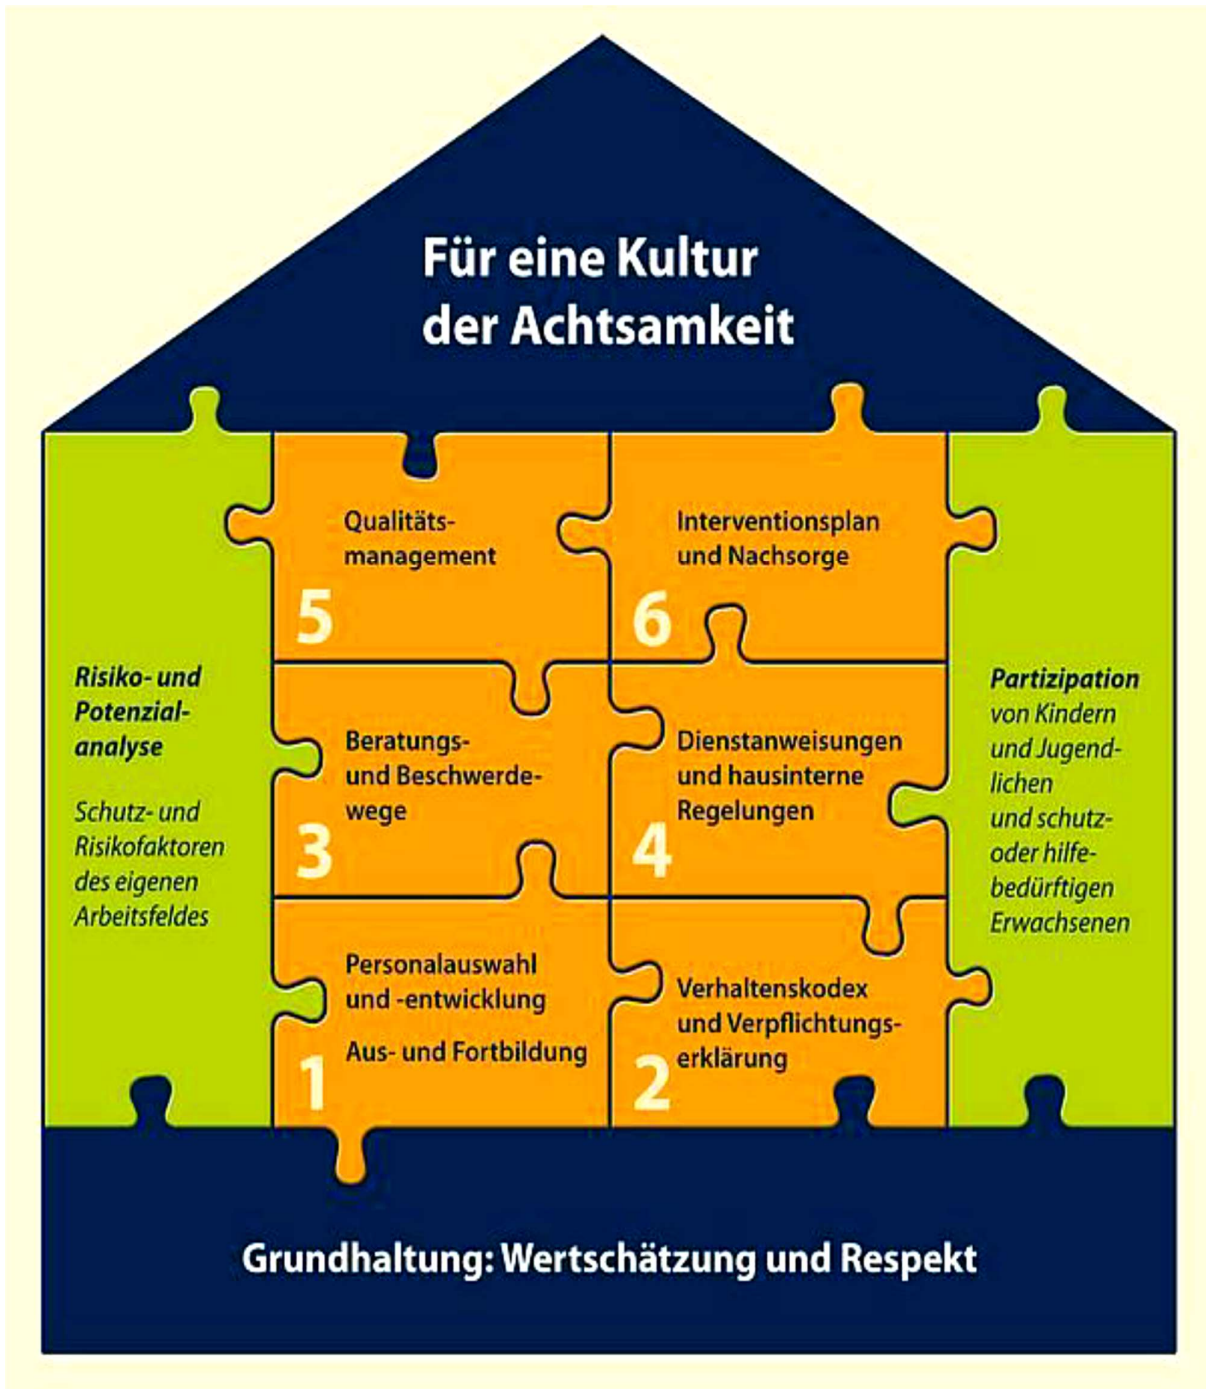 Für eine Kultur
der Achtsamkeit
Qualitäts-
management
5
Interventionsplan
und Nachsorge
6
Risiko- und
Potenzial-
analyse
Schutz- und
Risikofaktoren
des eigenen
Arbeitsfeldes
Beratungs-
und Beschwerde-
wege
3
Dienstanweisungen
und hausinterne
Regelungen
4
Partizipation
von Kindern
und Jugend-
lichen
und schutz-
oder hilfe-
bedürftigen
Erwachsenen
Personalauswahl
und -entwicklung
Aus- und Fortbildung
1
Verhaltenskodex
und Verpflichtungs-
erklärung
2
Grundhaltung: Wertschätzung und Respekt